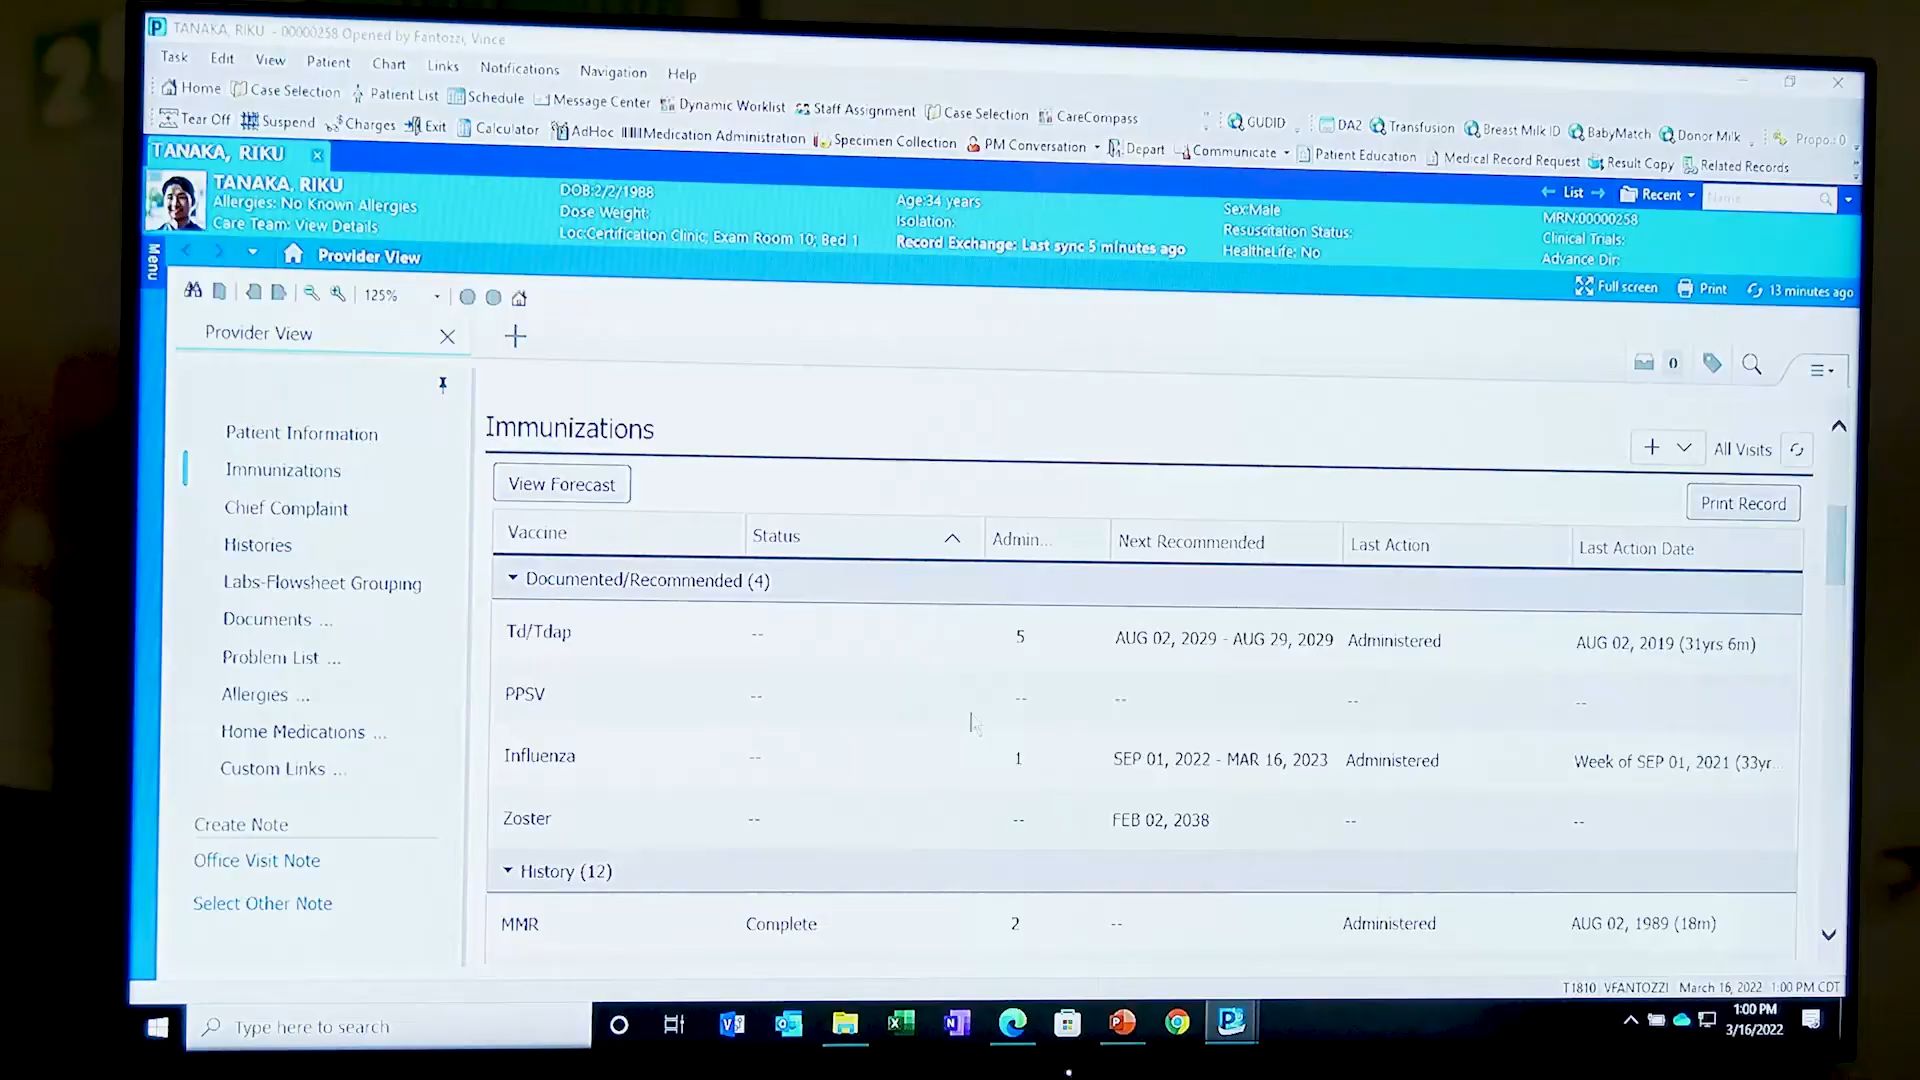 TANAKA, RIKU - 00000258 Opened by Fantozzi, Vince
Task Edit View Patient Chart Links Notifications Navigation Help
Home Case Selection Patient List Schedule Message Center Dynamic Worklist Staff Assignment Case Selection CareCompass GUDID DA2 Transfusion Breast Milk ID BabyMatch Donor Milk
Tear Off Suspend Charges Exit Calculator AdHoc Medication Administration Specimen Collection PM Conversation Depart Communicate Patient Education Medical Record Request Result Copy Related Records
TANAKA, RIKU
List Recent Name
TANAKA, RIKU DOB:2/2/1988 Age:34 years Sex:Male MRN:00000258
Allergies: No Known Allergies Dose Weight: Isolation: Resuscitation Status: Clinical Trials:
Care Team: View Details Loc:Certification Clinic; Exam Room 10; Bed 1 Record Exchange: Last sync 5 minutes ago HealtheLife: No Advance Dir:
Menu
Provider View Full screen Print 13 minutes ago
125%
Provider View
0
Patient Information
Immunizations
Chief Complaint
Histories
Labs-Flowsheet Grouping
Documents ...
Problem List ...
Allergies ...
Home Medications ...
Custom Links ...
Create Note
Office Visit Note
Select Other Note
Immunizations
All Visits
View Forecast
Print Record
Vaccine Status Admin... Next Recommended Last Action Last Action Date
Documented/Recommended (4)
Td/Tdap -- 5 AUG 02, 2029 - AUG 29, 2029 Administered AUG 02, 2019 (31yrs 6m)
PPSV -- -- -- -- --
Influenza -- 1 SEP 01, 2022 - MAR 16, 2023 Administered Week of SEP 01, 2021 (33yr...
Zoster -- -- FEB 02, 2038 -- --
History (12)
MMR Complete 2 -- Administered AUG 02, 1989 (18m)
T1810 VFANTOZZI March 16, 2022 1:00 PM CDT
Type here to search
1:00 PM
3/16/2022